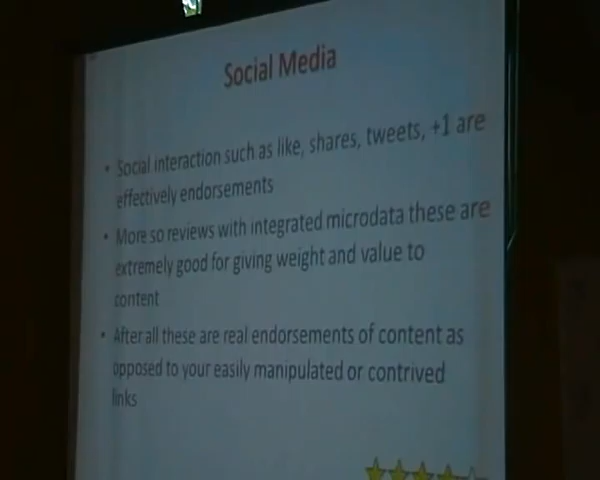 Social Media
• Social interaction such as like, shares, tweets, +1 are
effectively endorsements
• More so reviews with integrated microdata these are
extremely good for giving weight and value to
content
• After all these are real endorsements of content as
opposed to your easily manipulated or contrived
links